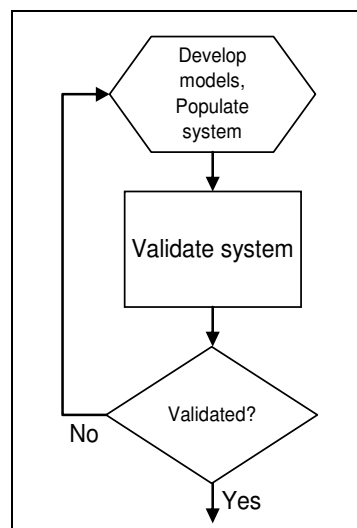 Develop
models,
Populate
system
Validate system
Validated?
No
Yes